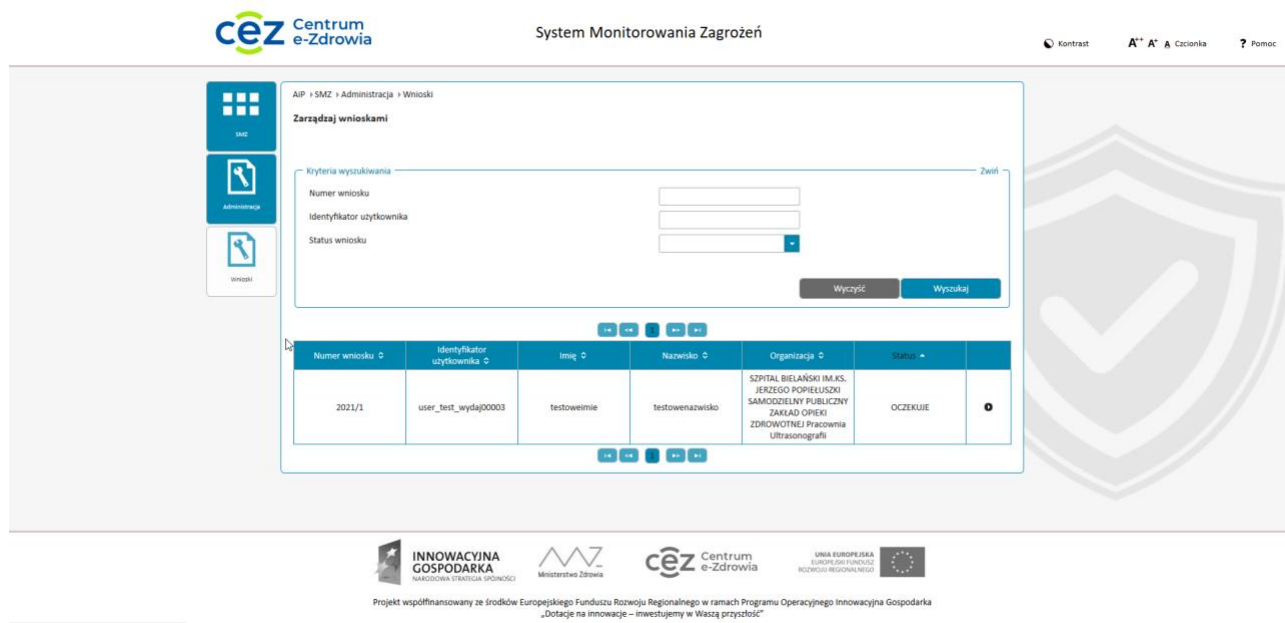 cez Centrum
e-Zdrowia
System Monitorowania Zagrożeń
Kontrast
A++ A+ A Czcionka
? Pomoc
SMZ
Administracja
Wnioski
AiP › SMZ › Administracja › Wnioski
Zarządzaj wnioskami
Kryteria wyszukiwania
Zwiń
Numer wniosku
Identyfikator użytkownika
Status wniosku
Wyczyść
Wyszukaj
1
Numer wniosku
Identyfikator
użytkownika
Imię
Nazwisko
Organizacja
Status
2021/1
user_test_wydaj00003
testoweimie
testowenazwisko
SZPITAL BIELAŃSKI IM.KS.
JERZEGO POPIEŁUSZKI
SAMODZIELNY PUBLICZNY
ZAKŁAD OPIEKI
ZDROWOTNEJ Pracownia
Ultrasonografii
OCZEKUJE
1
INNOWACYJNA
GOSPODARKA
NARODOWA STRATEGIA SPÓJNOŚCI
Ministerstwo Zdrowia
cez Centrum
e-Zdrowia
UNIA EUROPEJSKA
EUROPEJSKI FUNDUSZ
ROZWOJU REGIONALNEGO
Projekt współfinansowany ze środków Europejskiego Funduszu Rozwoju Regionalnego w ramach Programu Operacyjnego Innowacyjna Gospodarka
„Dotacje na innowacje – inwestujemy w Waszą przyszłość”